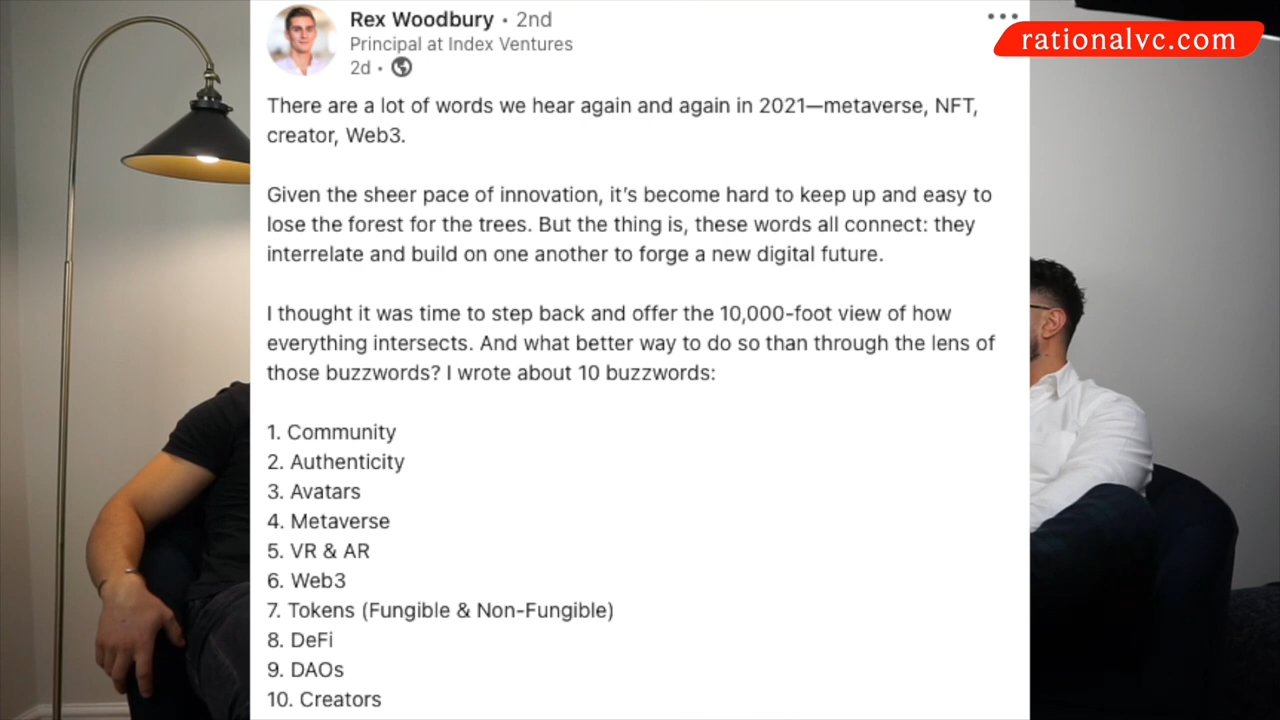 Rex Woodbury • 2nd
Principal at Index Ventures
2d •
rationalvc.com
There are a lot of words we hear again and again in 2021—metaverse, NFT,
creator, Web3.
Given the sheer pace of innovation, it's become hard to keep up and easy to
lose the forest for the trees. But the thing is, these words all connect: they
interrelate and build on one another to forge a new digital future.
I thought it was time to step back and offer the 10,000-foot view of how
everything intersects. And what better way to do so than through the lens of
those buzzwords? I wrote about 10 buzzwords:
1. Community
2. Authenticity
3. Avatars
4. Metaverse
5. VR & AR
6. Web3
7. Tokens (Fungible & Non-Fungible)
8. DeFi
9. DAOs
10. Creators